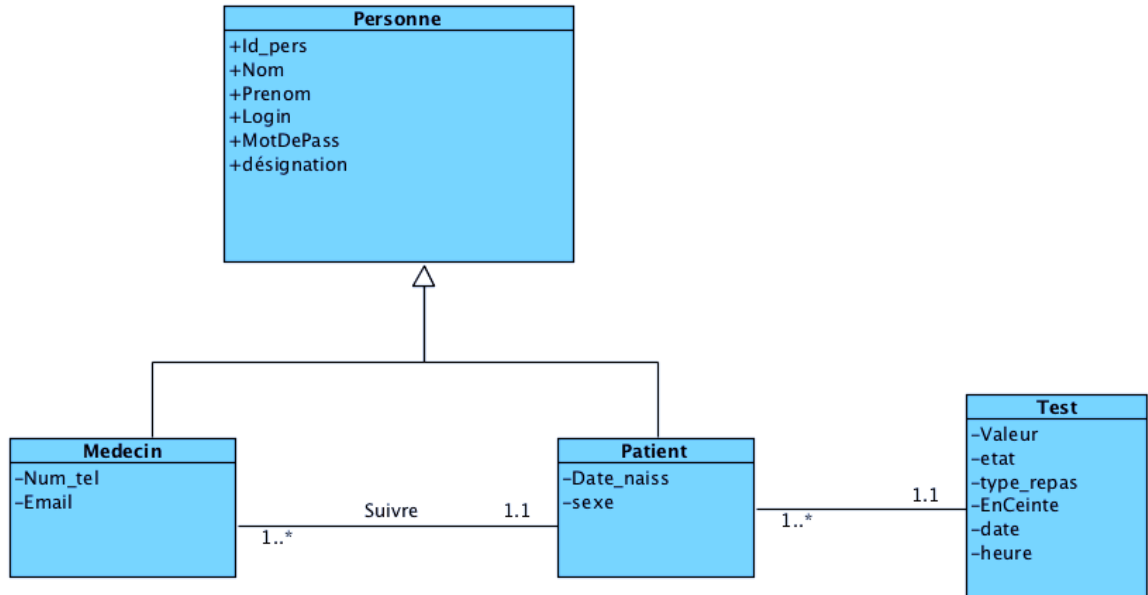 Personne
+Id_pers
+Nom
+Prenom
+Login
+MotDePass
+désignation
Medecin
-Num_tel
-Email
Suivre
1..*
1.1
Patient
-Date_naiss
-sexe
1..*
1.1
Test
-Valeur
-etat
-type_repas
-EnCeinte
-date
-heure